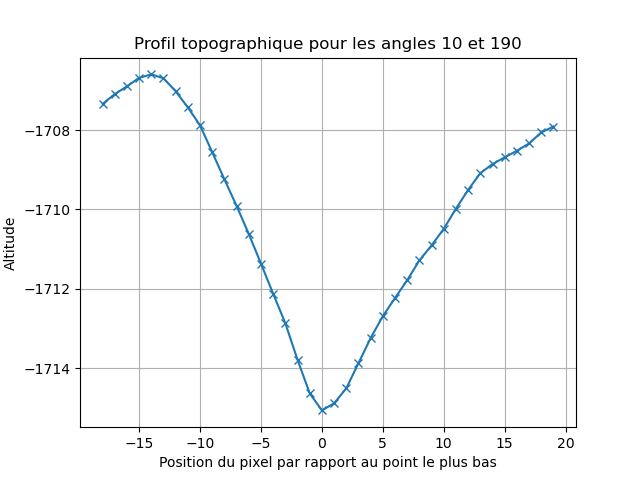 Profil topographique pour les angles 10 et 190
Altitude
−1708
−1710
−1712
−1714
−15 −10 −5 0 5 10 15 20
Position du pixel par rapport au point le plus bas